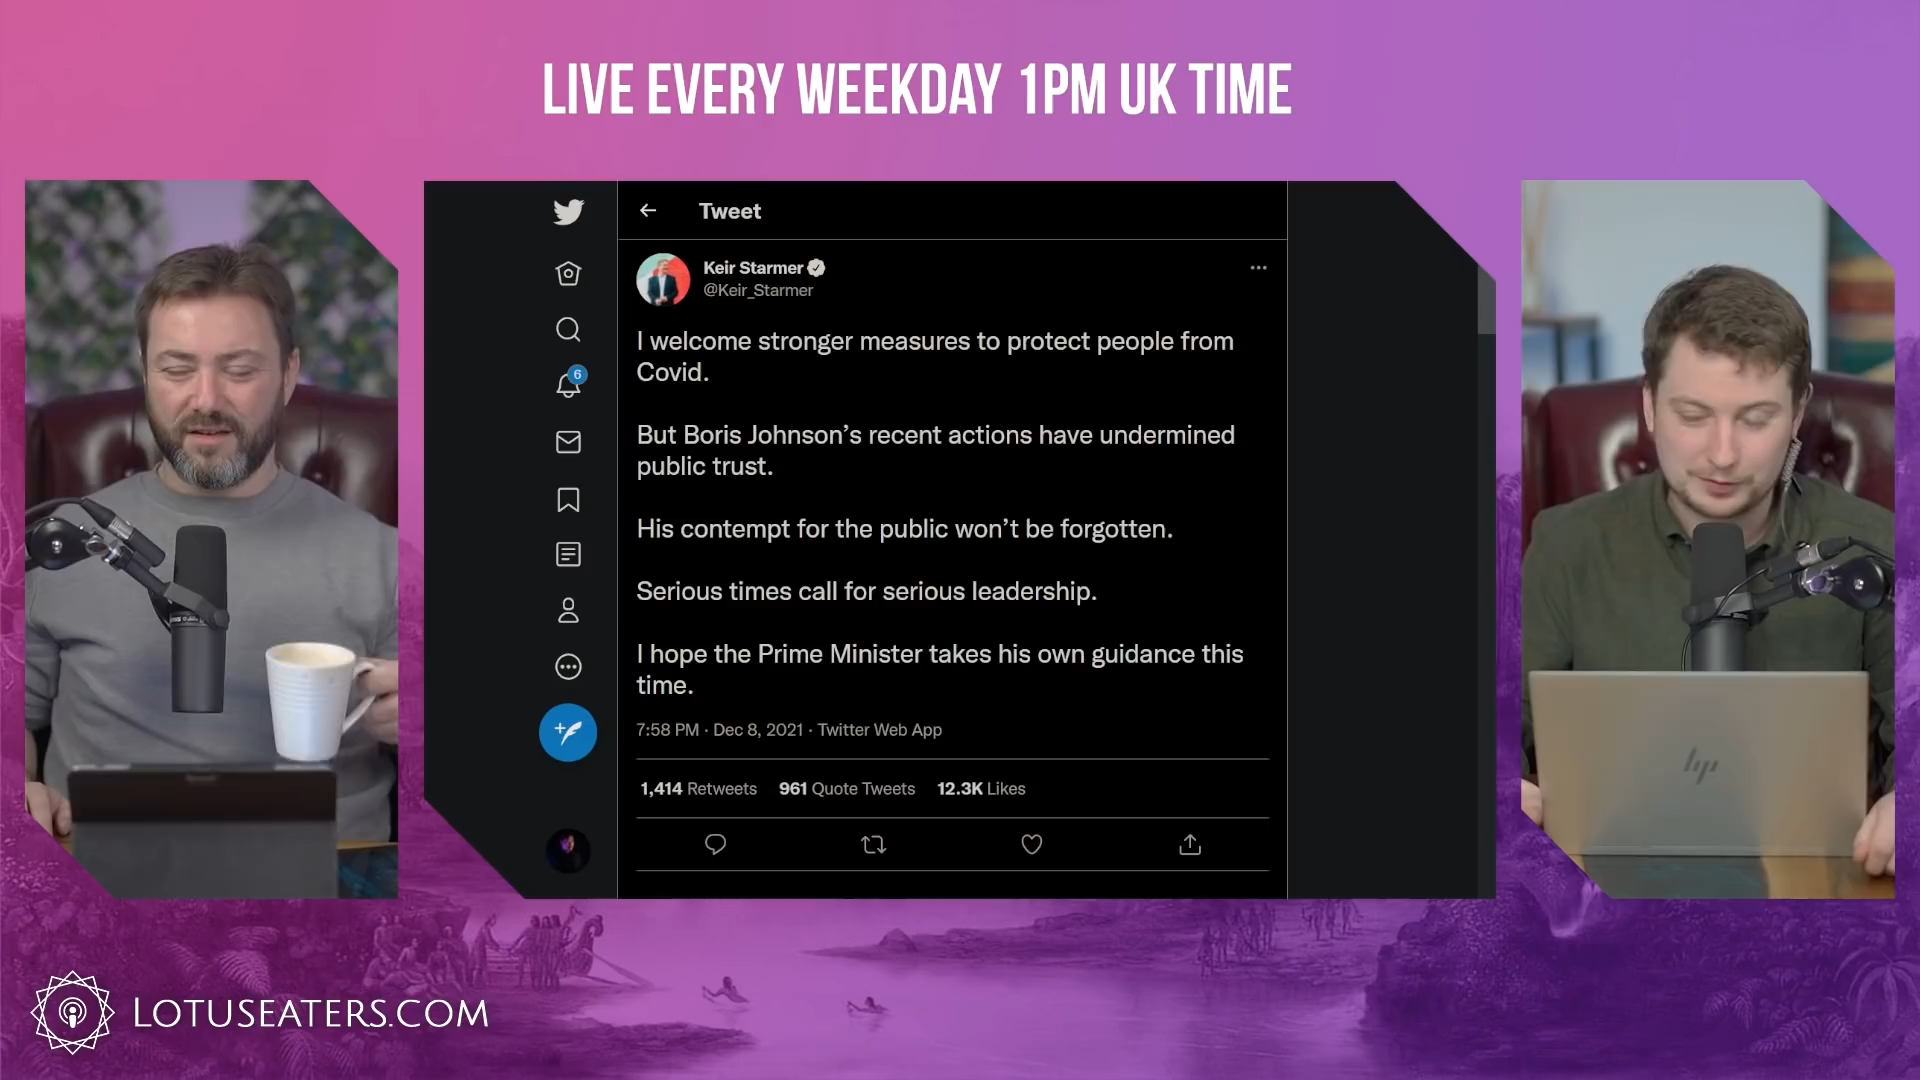 LIVE EVERY WEEKDAY 1PM UK TIME
Tweet
Keir Starmer
@Keir_Starmer
6
I welcome stronger measures to protect people from
Covid.
But Boris Johnson’s recent actions have undermined
public trust.
His contempt for the public won’t be forgotten.
Serious times call for serious leadership.
I hope the Prime Minister takes his own guidance this
time.
7:58 PM · Dec 8, 2021 · Twitter Web App
1,414 Retweets 961 Quote Tweets 12.3K Likes
hp
LOTUSEATERS.COM